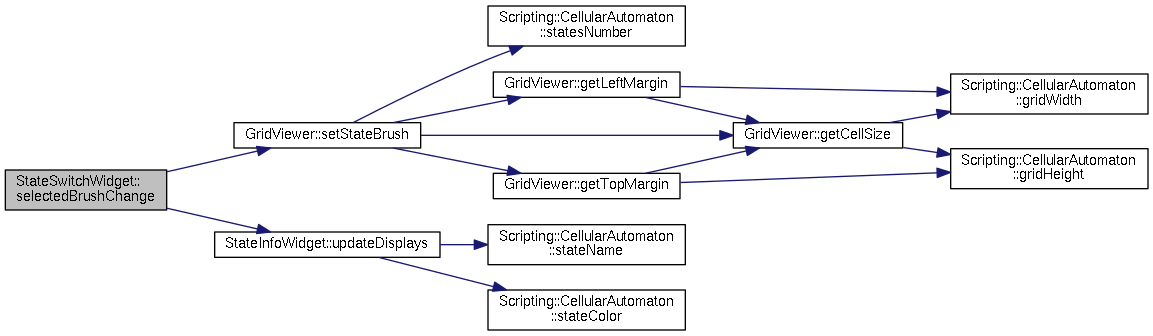 StateSwitchWidget::
selectedBrushChange
GridViewer::setStateBrush
StateInfoWidget::updateDisplays
Scripting::CellularAutomaton
::statesNumber
GridViewer::getLeftMargin
GridViewer::getTopMargin
Scripting::CellularAutomaton
::stateName
Scripting::CellularAutomaton
::stateColor
GridViewer::getCellSize
Scripting::CellularAutomaton
::gridWidth
Scripting::CellularAutomaton
::gridHeight